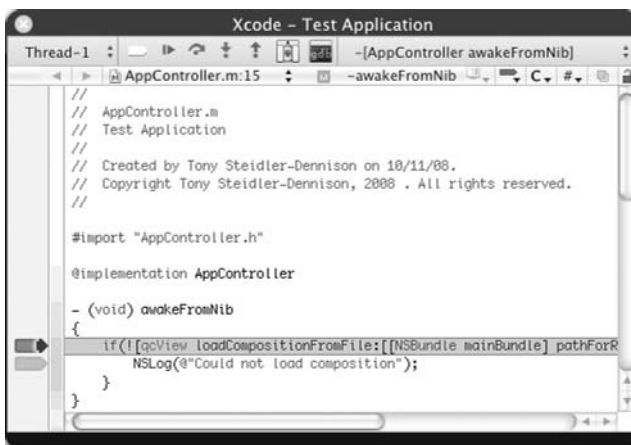 Xcode – Test Application
Thread-1 gdb -[AppController awakeFromNib]
AppController.m:15 M -awakeFromNib C #
//
// AppController.m
// Test Application
//
// Created by Tony Steidler-Dennison on 10/11/08.
// Copyright Tony Steidler-Dennison, 2008 . All rights reserved.
//
#import "AppController.h"
@implementation AppController
- (void) awakeFromNib
{
if(![qcView loadCompositionFromFile:[[NSBundle mainBundle] pathForR
NSLog(@"Could not load composition");
}
}